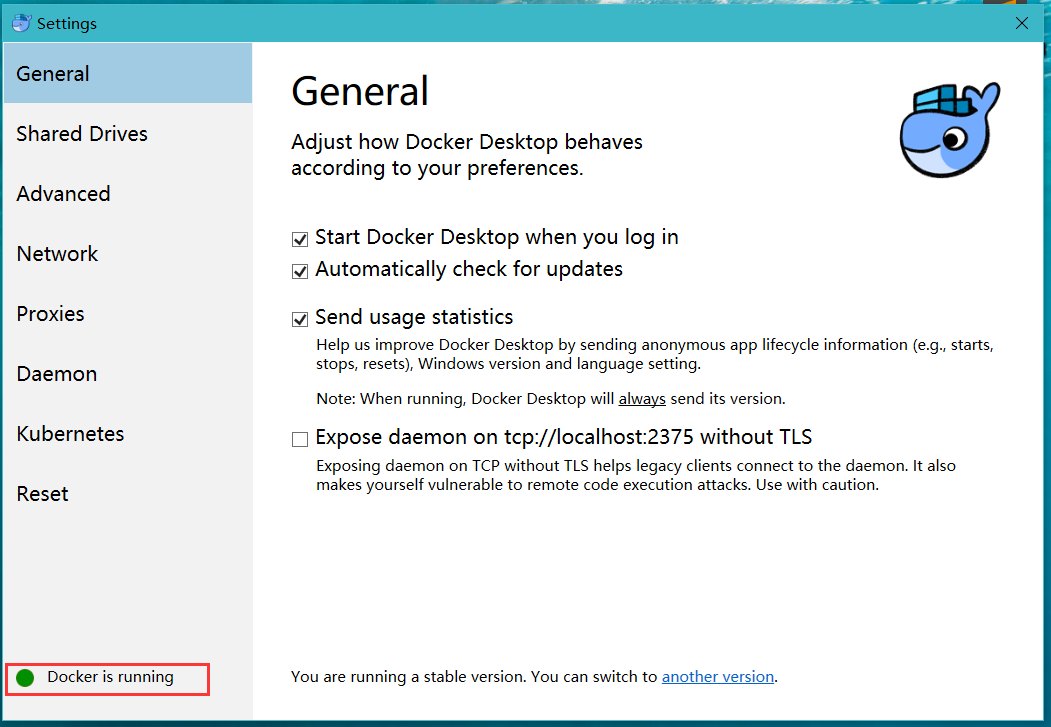 Settings
General
Shared Drives
Advanced
Network
Proxies
Daemon
Kubernetes
Reset
Docker is running
General
Adjust how Docker Desktop behaves
according to your preferences.
Start Docker Desktop when you log in
Automatically check for updates
Send usage statistics
Help us improve Docker Desktop by sending anonymous app lifecycle information (e.g., starts,
stops, resets), Windows version and language setting.
Note: When running, Docker Desktop will always send its version.
Expose daemon on tcp://localhost:2375 without TLS
Exposing daemon on TCP without TLS helps legacy clients connect to the daemon. It also
makes yourself vulnerable to remote code execution attacks. Use with caution.
You are running a stable version. You can switch to another version.